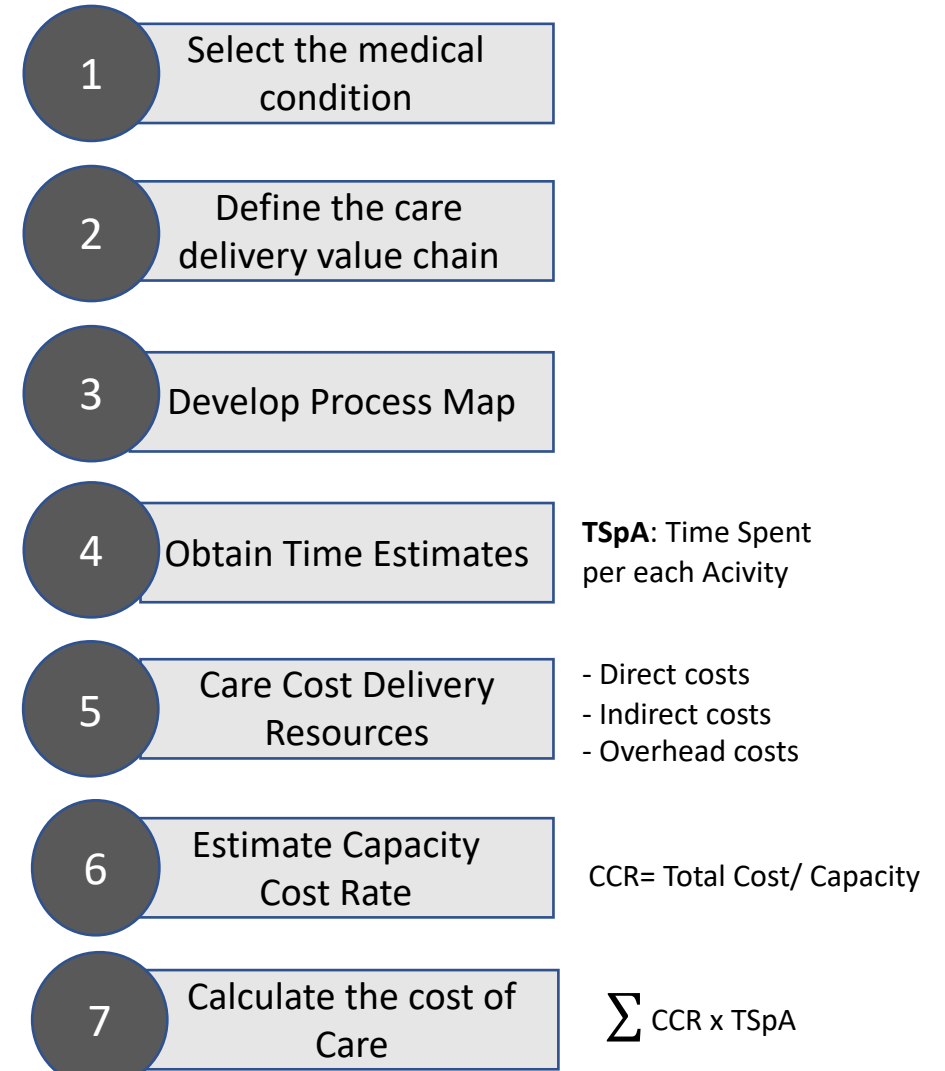 1
Select the medical
condition
2
Define the care
delivery value chain
3
Develop Process Map
4
Obtain Time Estimates
TSpA: Time Spent
per each Acivity
5
Care Cost Delivery
Resources
- Direct costs
- Indirect costs
- Overhead costs
6
Estimate Capacity
Cost Rate
CCR= Total Cost/ Capacity
7
Calculate the cost of
Care
∑ CCR x TSpA